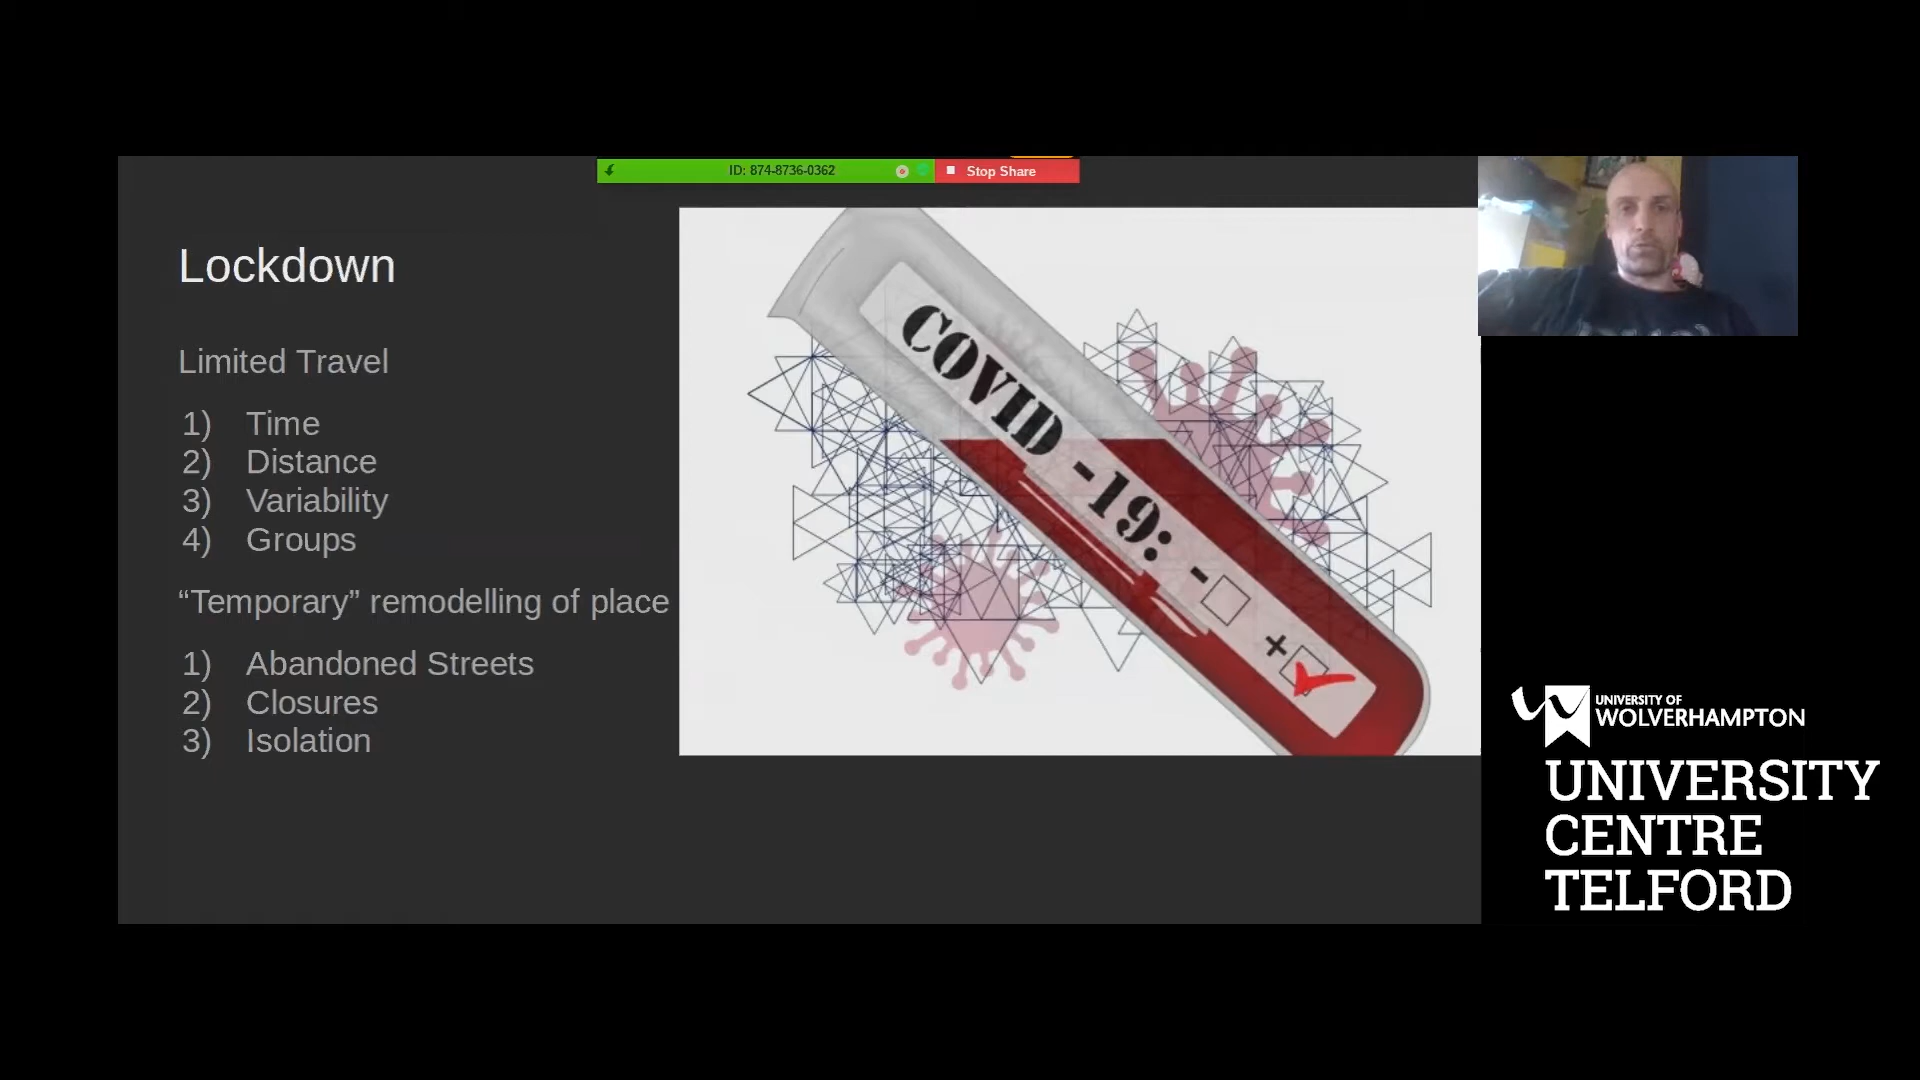 ID: 874-8736-0362
Stop Share
Lockdown
Limited Travel
1) Time
2) Distance
3) Variability
4) Groups
“Temporary” remodelling of place
1) Abandoned Streets
2) Closures
3) Isolation
COVID -19:
-
+
UNIVERSITY OF
WOLVERHAMPTON
UNIVERSITY
CENTRE
TELFORD